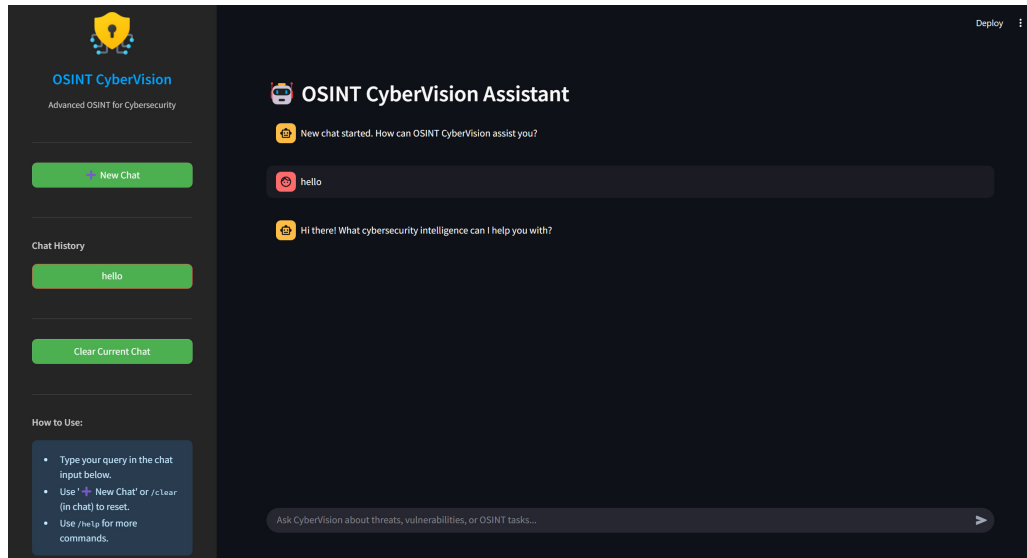 OSINT CyberVision
Advanced OSINT for Cybersecurity
➕ New Chat
Chat History
hello
Clear Current Chat
How to Use:
• Type your query in the chat
input below.
• Use '➕ New Chat' or /clear
(in chat) to reset.
• Use /help for more
commands.
Deploy
OSINT CyberVision Assistant
New chat started. How can OSINT CyberVision assist you?
hello
Hi there! What cybersecurity intelligence can I help you with?
Ask CyberVision about threats, vulnerabilities, or OSINT tasks...